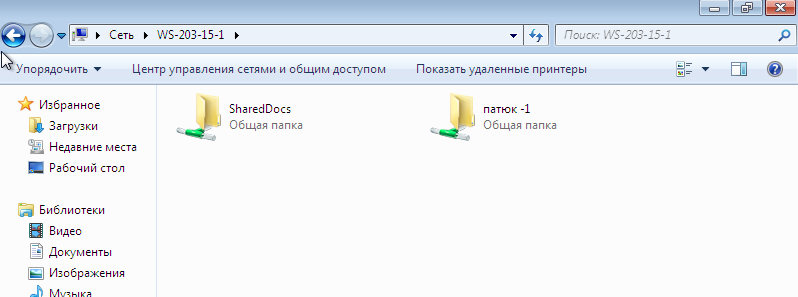 Сеть WS-203-15-1 Поиск: WS-203-15-1
Упорядочить Центр управления сетями и общим доступом Показать удаленные принтеры
Избранное
Загрузки
Недавние места
Рабочий стол
Библиотеки
Видео
Документы
Изображения
Музыка
SharedDocs
Общая папка
патюк -1
Общая папка